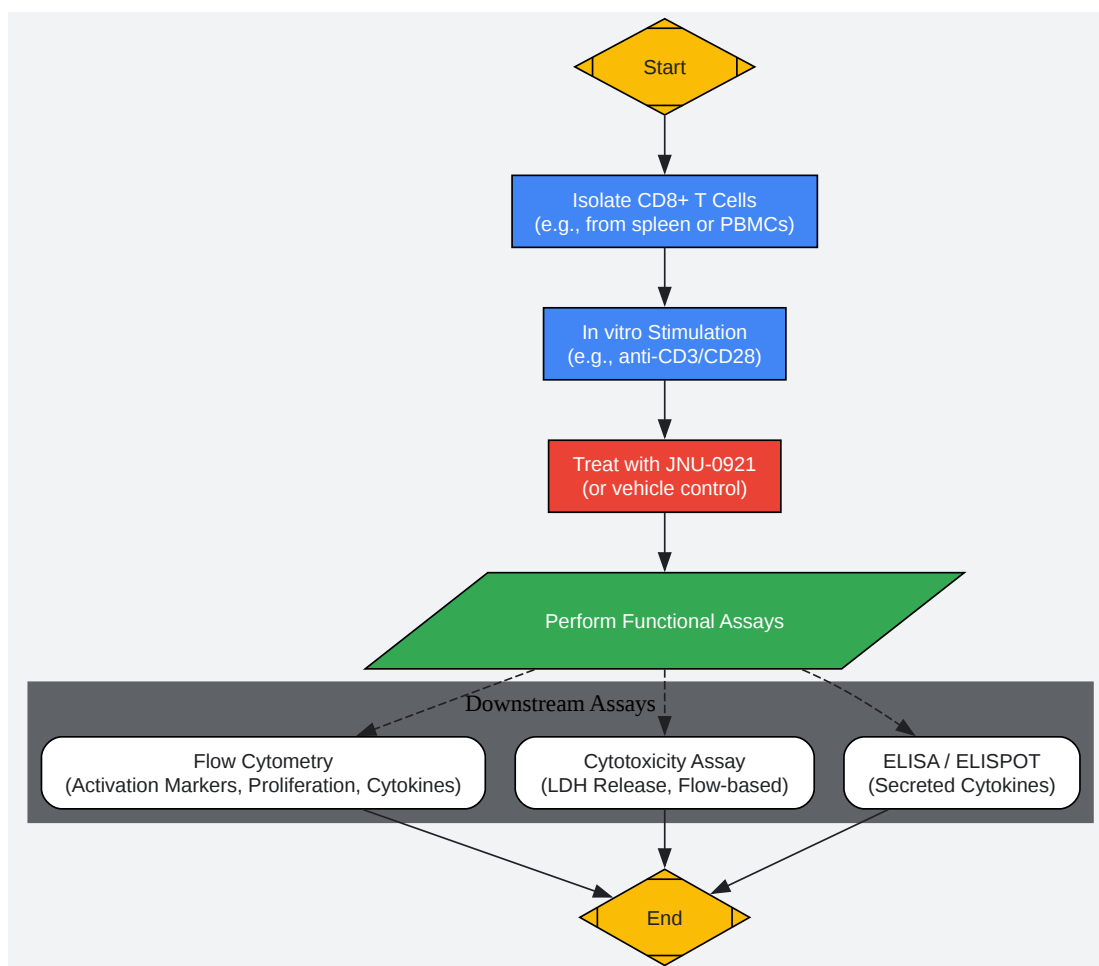 Start
Isolate CD8+ T Cells
(e.g., from spleen or PBMCs)
In vitro Stimulation
(e.g., anti-CD3/CD28)
Treat with JNU-0921
(or vehicle control)
Perform Functional Assays
Downstream Assays
Flow Cytometry
(Activation Markers, Proliferation, Cytokines)
Cytotoxicity Assay
(LDH Release, Flow-based)
ELISA / ELISPOT
(Secreted Cytokines)
End